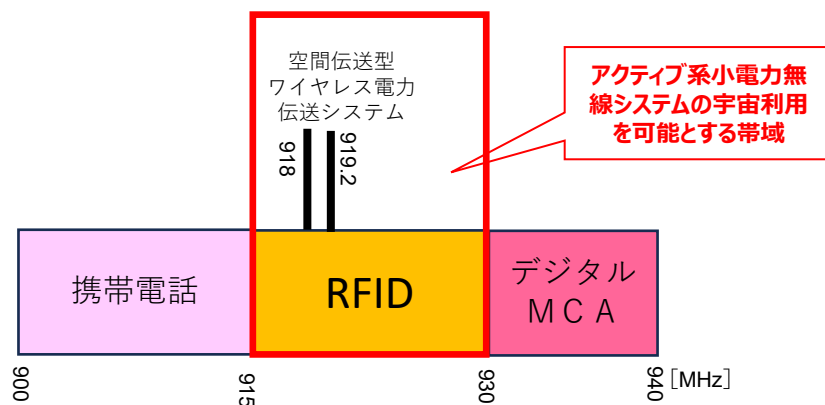 空間伝送型
ワイヤレス電力
伝送システム
918
919.2
アクティブ系小電力無
線システムの宇宙利用
を可能とする帯域
携帯電話
RFID
デジタル
ＭＣＡ
900
915
930
940 [MHz]